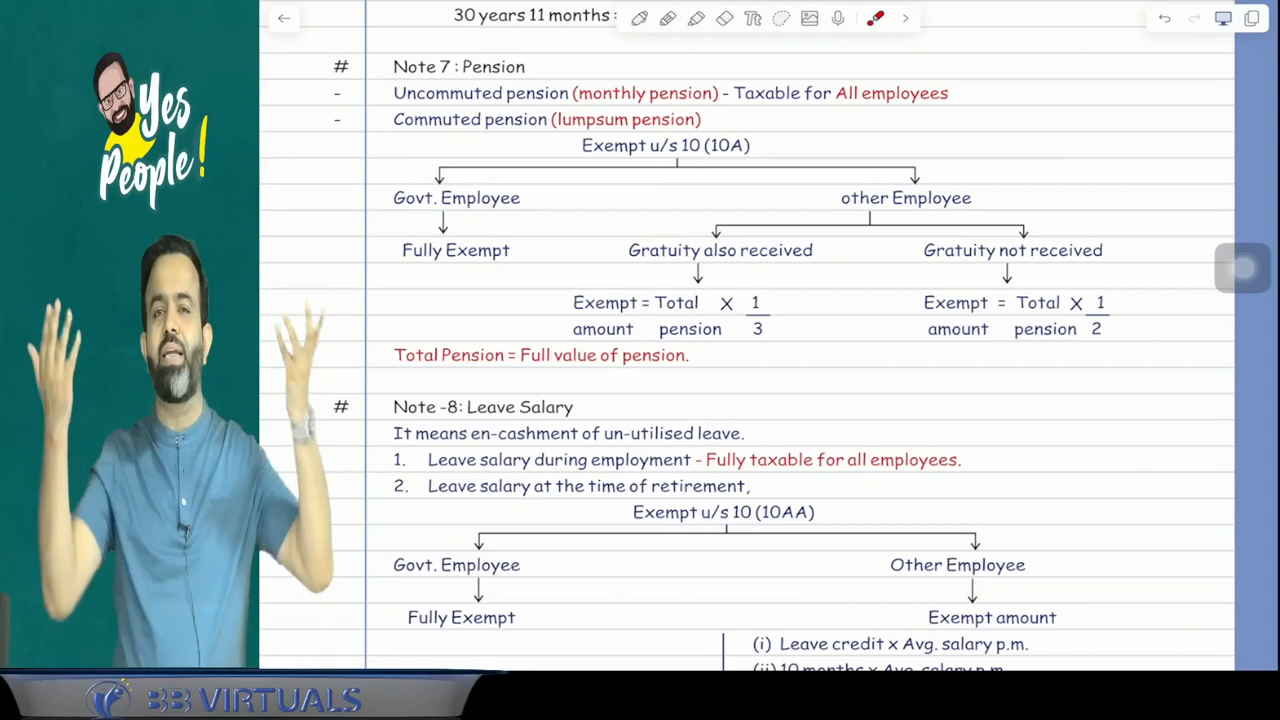 30 years 11 months :
Yes
People!
# Note 7 : Pension
- Uncommuted pension (monthly pension) - Taxable for All employees
- Commuted pension (lumpsum pension)
Exempt u/s 10 (10A)
Govt. Employee other Employee
Fully Exempt Gratuity also received Gratuity not received
Exempt = Total X 1 Exempt = Total X 1
amount pension 3 amount pension 2
Total Pension = Full value of pension.
# Note -8: Leave Salary
It means en-cashment of un-utilised leave.
1. Leave salary during employment - Fully taxable for all employees.
2. Leave salary at the time of retirement,
Exempt u/s 10 (10AA)
Govt. Employee Other Employee
Fully Exempt Exempt amount
(i) Leave credit x Avg. salary p.m.
(ii) 10 months x Avg. salary p.m.
BB VIRTUALS